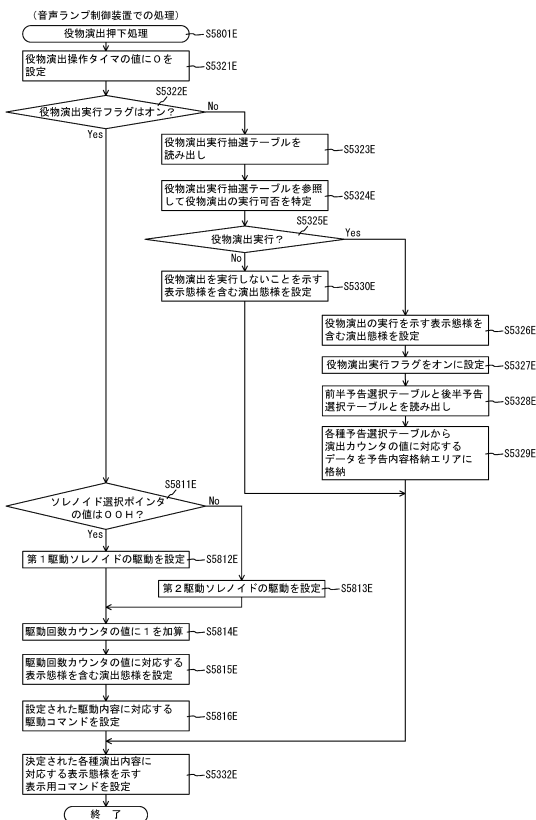 (音声ランプ制御装置での処理)
役物演出押下処理
S5801E
役物演出操作タイマの値に0を
設定
S5321E
S5322E
役物演出実行フラグはオン?
No
Yes
役物演出実行抽選テーブルを
読み出し
S5323E
役物演出実行抽選テーブルを参照
して役物演出の実行可否を特定
S5324E
S5325E
役物演出実行?
Yes
No
役物演出を実行しないことを示す
表示態様を含む演出態様を設定
S5330E
役物演出の実行を示す表示態様を
含む演出態様を設定
S5326E
役物演出実行フラグをオンに設定
S5327E
前半予告選択テーブルと後半予告
選択テーブルとを読み出し
S5328E
各種予告選択テーブルから
演出カウンタの値に対応する
データを予告内容格納エリアに
格納
S5329E
S5811E
ソレノイド選択ポインタ
の値は00H?
No
Yes
第1駆動ソレノイドの駆動を設定
S5812E
第2駆動ソレノイドの駆動を設定
S5813E
駆動回数カウンタの値に1を加算
S5814E
駆動回数カウンタの値に対応する
表示態様を含む演出態様を設定
S5815E
設定された駆動内容に対応する
駆動コマンドを設定
S5816E
決定された各種演出内容に
対応する表示態様を示す
表示用コマンドを設定
S5332E
終 了